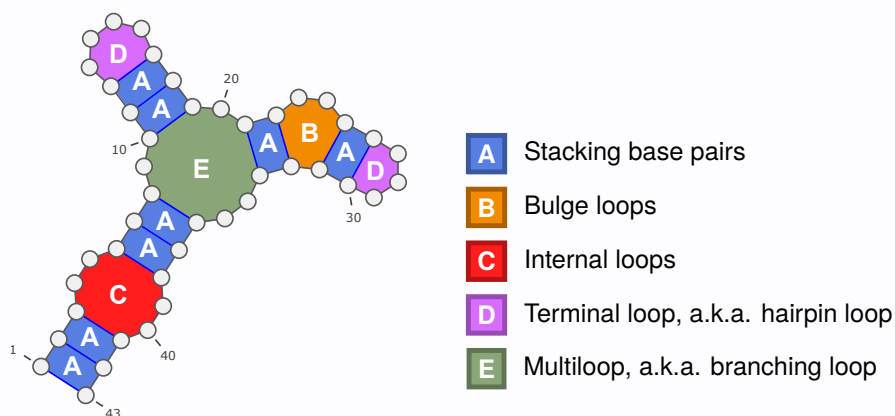 D
A
A
20
10
E
A
B
A
D
30
A
A
C
A
A
1
40
43
A Stacking base pairs
B Bulge loops
C Internal loops
D Terminal loop, a.k.a. hairpin loop
E Multiloop, a.k.a. branching loop